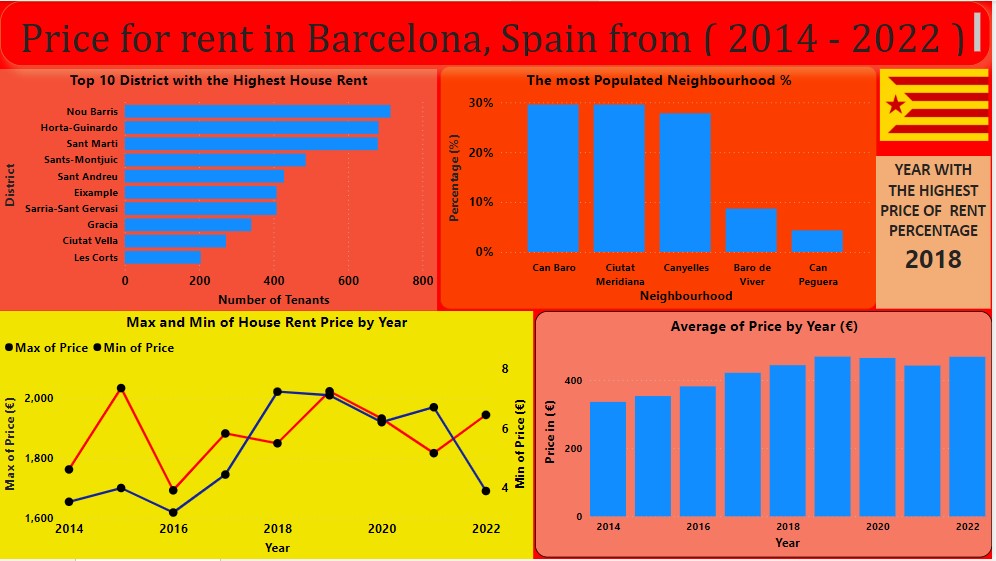 Price for rent in Barcelona, Spain from ( 2014 - 2022 )
Top 10 District with the Highest House Rent
District
Nou Barris
Horta-Guinardo
Sant Marti
Sants-Montjuic
Sant Andreu
Eixample
Sarria-Sant Gervasi
Gracia
Ciutat Vella
Les Corts
0 200 400 600 800
Number of Tenants
The most Populated Neighbourhood %
Percentage (%)
30%
20%
10%
0%
Can Baro Ciutat Canyelles Baro de Can
Meridiana Viver Peguera
Neighbourhood
YEAR WITH
THE HIGHEST
PRICE OF RENT
PERCENTAGE
2018
Max and Min of House Rent Price by Year
Max of Price Min of Price
Max of Price (€)
2,000
1,800
1,600
8
6
4
Min of Price (€)
2014 2016 2018 2020 2022
Year
Average of Price by Year (€)
Price in (€)
400
200
0
2014 2016 2018 2020 2022
Year